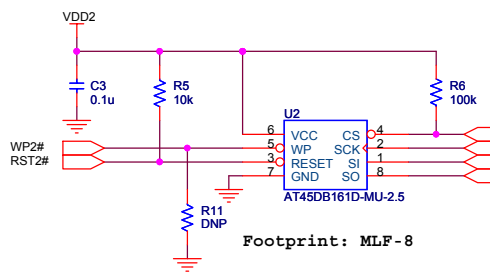 VDD2
C3
0.1u
R5
10k
R6
100k
U2
6 VCC CS 4
WP2# 5 WP SCK 2
RST2# 3 RESET SI 1
7 GND SO 8
AT45DB161D-MU-2.5
R11
DNP
Footprint: MLF-8